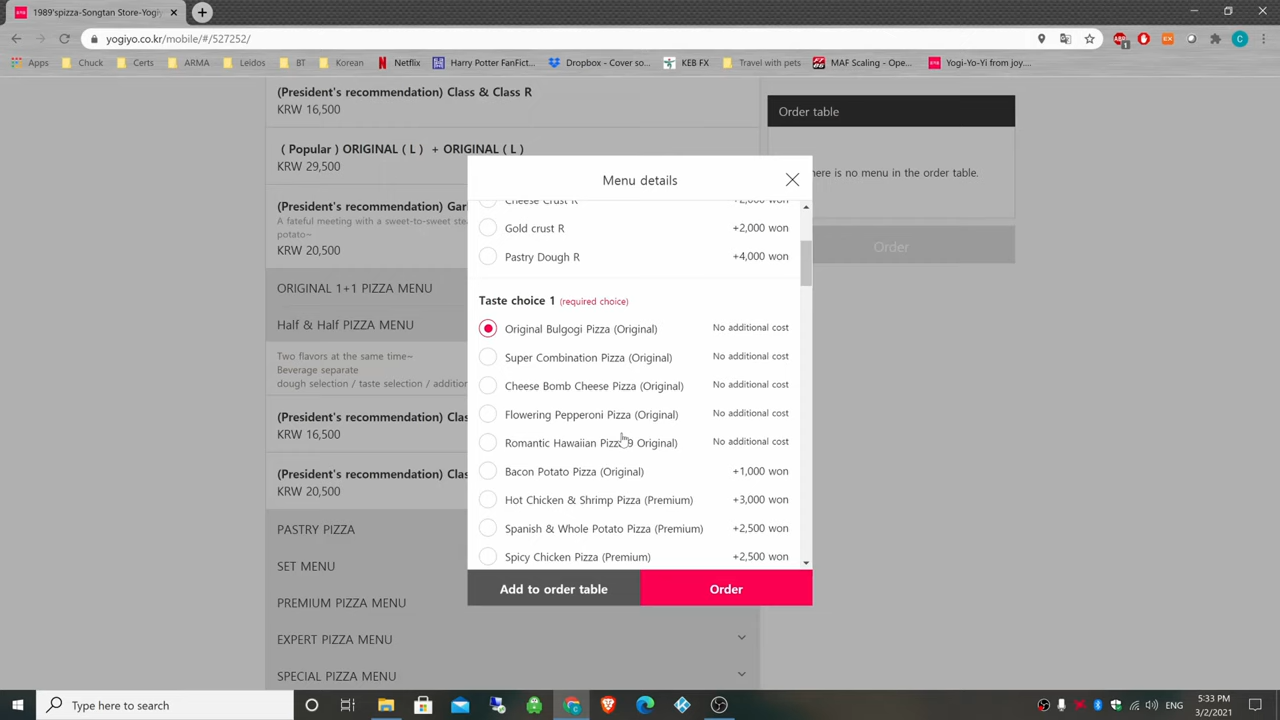 1989'spizza-Songtan Store-Yogiy
yogiyo.co.kr/mobile/#/527252/
Apps
Chuck
Certs
ARMA
Leidos
BT
Korean
Netflix
Harry Potter FanFict...
Dropbox - Cover so...
KEB FX
Travel with pets
MAF Scaling - Ope...
Yogi-Yo-Yi from joy....
(President's recommendation) Class & Class R
KRW 16,500
( Popular ) ORIGINAL ( L ) + ORIGINAL ( L )
KRW 29,500
(President's recommendation) Gar
A fateful meeting with a sweet-to-sweet ste
potato~
KRW 20,500
ORIGINAL 1+1 PIZZA MENU
Half & Half PIZZA MENU
Two flavors at the same time~
Beverage separate
dough selection / taste selection / addition
(President's recommendation) Clas
KRW 16,500
(President's recommendation) Clas
KRW 20,500
PASTRY PIZZA
SET MENU
PREMIUM PIZZA MENU
EXPERT PIZZA MENU
SPECIAL PIZZA MENU
Menu details
Cheese Crust R +2,000 won
Gold crust R +2,000 won
Pastry Dough R +4,000 won
Taste choice 1 (required choice)
Original Bulgogi Pizza (Original) No additional cost
Super Combination Pizza (Original) No additional cost
Cheese Bomb Cheese Pizza (Original) No additional cost
Flowering Pepperoni Pizza (Original) No additional cost
Romantic Hawaiian Pizza9 Original) No additional cost
Bacon Potato Pizza (Original) +1,000 won
Hot Chicken & Shrimp Pizza (Premium) +3,000 won
Spanish & Whole Potato Pizza (Premium) +2,500 won
Spicy Chicken Pizza (Premium) +2,500 won
Add to order table
Order
Order table
here is no menu in the order table.
Order
Type here to search
ENG
5:33 PM
3/2/2021